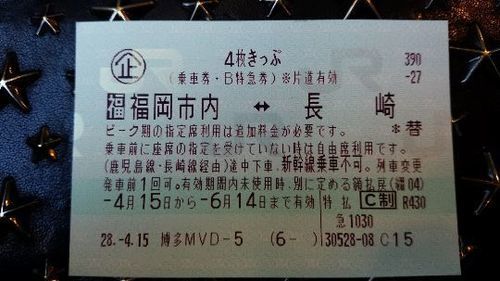 企 4枚きっぷ 390
(乗車券・B特急券)※片道有効 -27
福 福岡市内 ↔ 長崎
ピーク期の指定席利用は追加料金が必要です。 *替
乗車前に座席の指定を受けていない時は自由席利用です。
(鹿児島線・長崎線経由)途中下車、新幹線乗車不可。列車変更
発車前1回可。有効期間内未使用時、別に定める領払戻(福04)
-4月15日から-6月14日まで有効 特払 C制 R430
急1030
28.-4.15 博多MVD-5 (6- ) 30528-08 C15